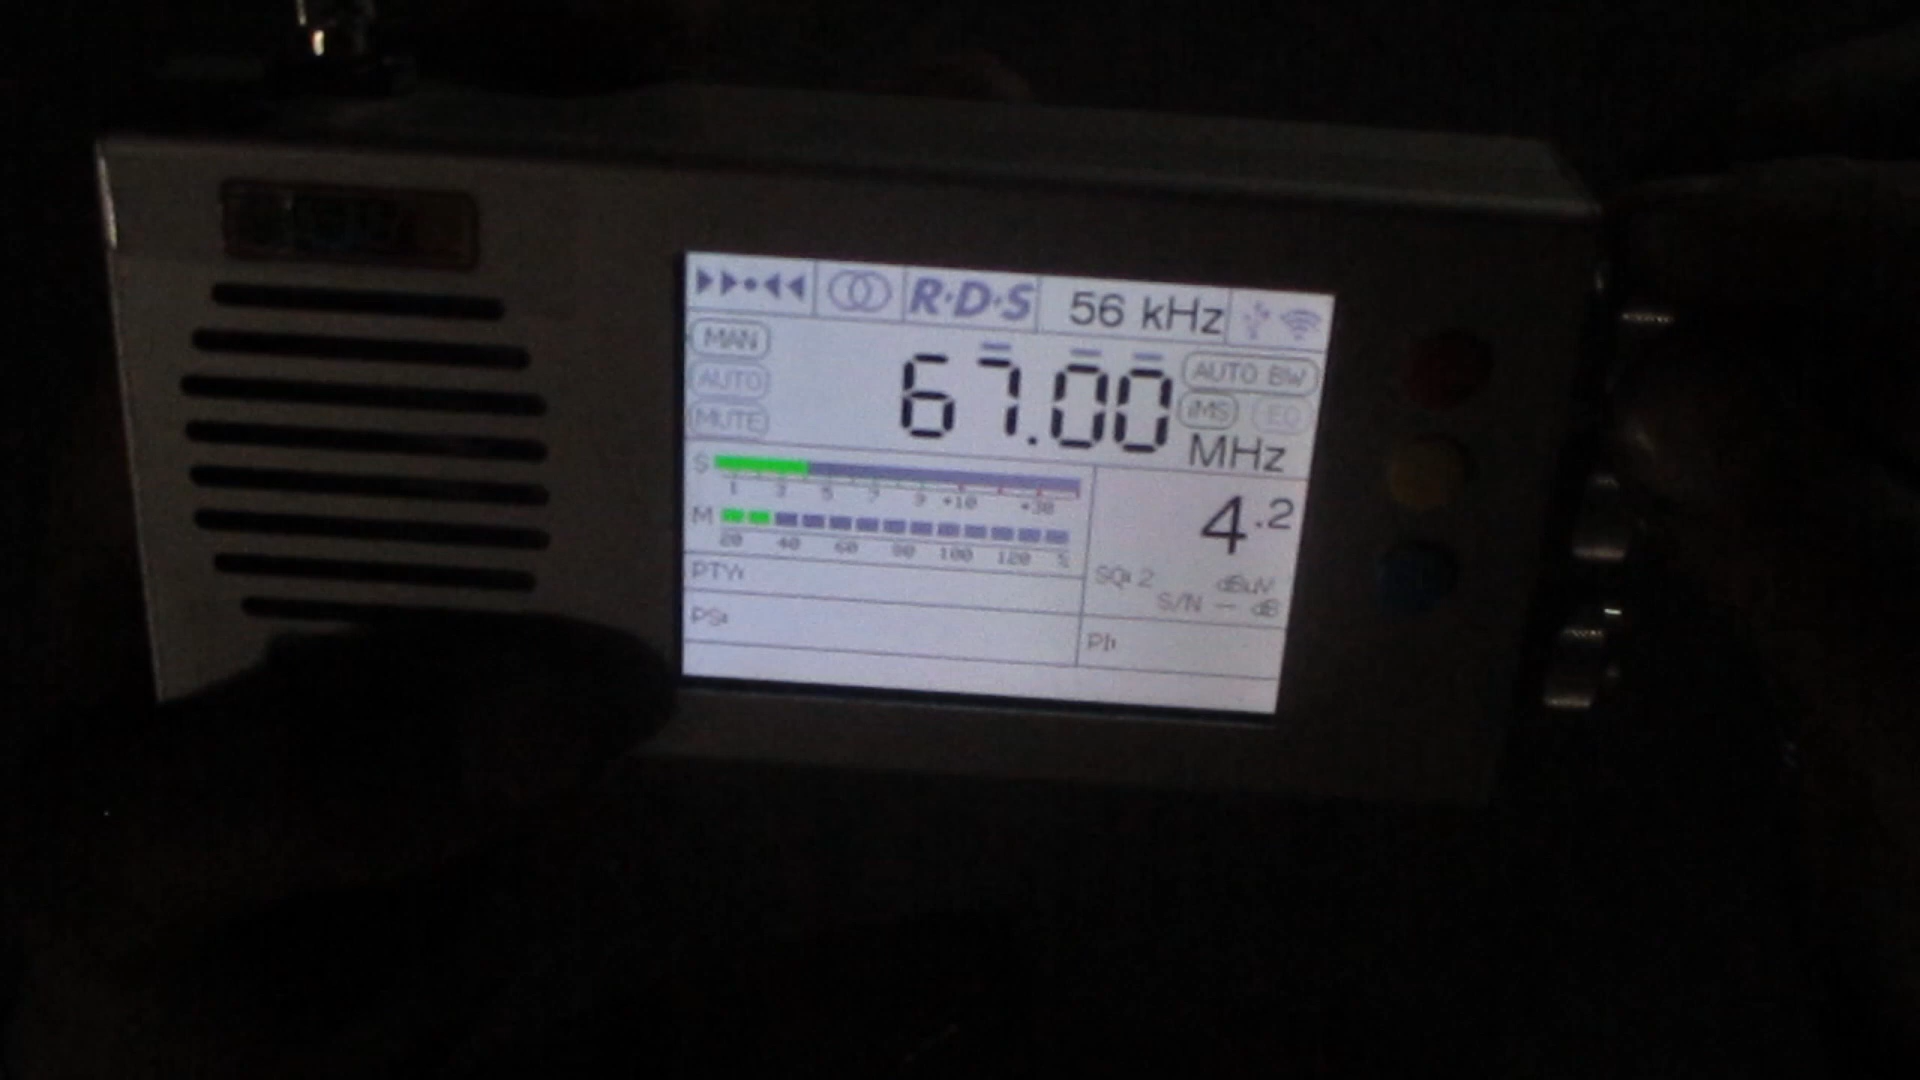 R·D·S 56 kHz
MAN 67.00 AUTO BW
AUTO iMS EQ
MUTE MHz
S
1 3 5 7 9 +10 +30
M
20 40 60 80 100 120 %
4.2
SQ: 2 dBuV
S/N -- dB
PTY:
PS: PI: